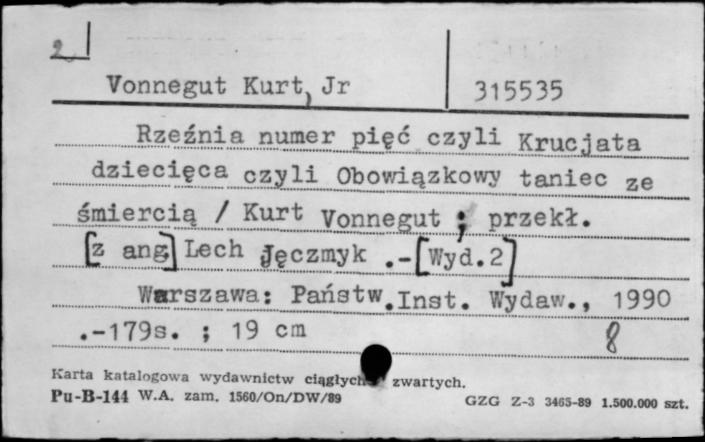 2
Vonnegut Kurt, Jr 315535
Rzeźnia numer pięć czyli Krucjata
dziecięca czyli Obowiązkowy taniec ze
śmiercią / Kurt Vonnegut ; przekł.
[z ang] Lech Jęczmyk .-[Wyd.2]
Warszawa: Państw.Inst. Wydaw., 1990
.-179s. ; 19 cm 8
Karta katalogowa wydawnictw ciągłych zwartych.
Pu-B-144 W.A. zam. 1560/On/DW/89 GZG Z-3 3465-89 1.500.000 szt.